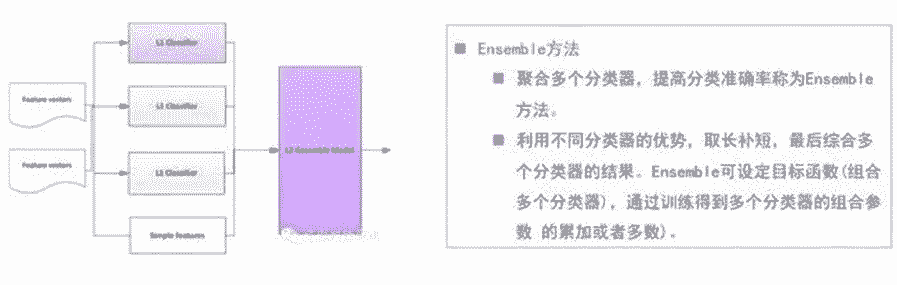 L1 Classifier
Feature vectors
L1 Classifier
Feature vectors
L1 Classifier
L2 Ensemble Model
Sample features
Ensemble方法
聚合多个分类器，提高分类准确率称为Ensemble
方法。
利用不同分类器的优势，取长补短，最后综合多
个分类器的结果。Ensemble可设定目标函数(组合
多个分类器)，通过训练得到多个分类器的组合参
数 的累加或者多数)。